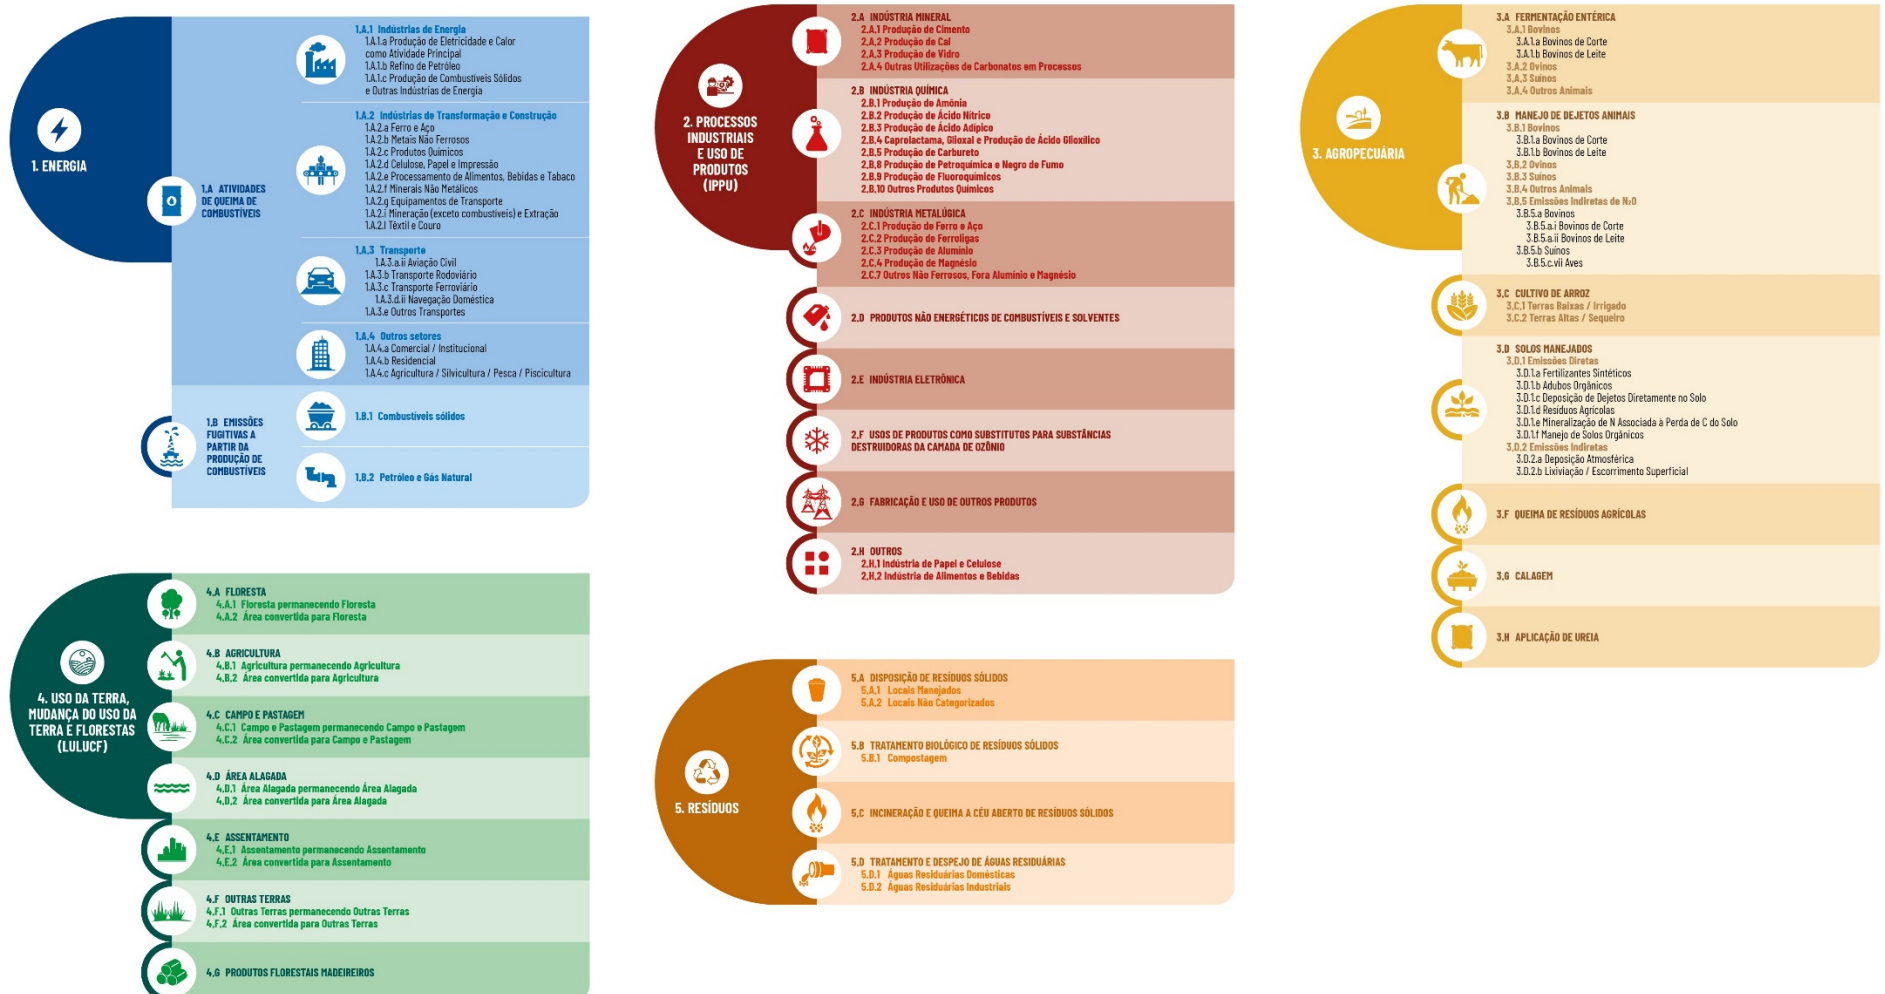 1. ENERGIA
1.A ATIVIDADES
DE QUEIMA DE
COMBUSTÍVEIS
1.A.1 Indústrias de Energia
1.A.1.a Produção de Eletricidade e Calor
como Atividade Principal
1.A.1.b Refino de Petróleo
1.A.1.c Produção de Combustíveis Sólidos
e Outras Indústrias de Energia
1.A.2 Indústrias de Transformação e Construção
1.A.2.a Ferro e Aço
1.A.2.b Metais Não Ferrosos
1.A.2.c Produtos Químicos
1.A.2.d Celulose, Papel e Impressão
1.A.2.e Processamento de Alimentos, Bebidas e Tabaco
1.A.2.f Minerais Não Metálicos
1.A.2.g Equipamentos de Transporte
1.A.2.i Mineração (exceto combustíveis) e Extração
1.A.2.l Têxtil e Couro
1.A.3 Transporte
1.A.3.a.ii Aviação Civil
1.A.3.b Transporte Rodoviário
1.A.3.c Transporte Ferroviário
1.A.3.d.ii Navegação Doméstica
1.A.3.e Outros Transportes
1.A.4 Outros setores
1.A.4.a Comercial / Institucional
1.A.4.b Residencial
1.A.4.c Agricultura / Silvicultura / Pesca / Piscicultura
1.B EMISSÕES
FUGITIVAS A
PARTIR DA
PRODUÇÃO DE
COMBUSTÍVEIS
1.B.1 Combustíveis sólidos
1.B.2 Petróleo e Gás Natural
2. PROCESSOS
INDUSTRIAIS
E USO DE
PRODUTOS
(IPPU)
2.A INDÚSTRIA MINERAL
2.A.1 Produção de Cimento
2.A.2 Produção de Cal
2.A.3 Produção de Vidro
2.A.4 Outras Utilizações de Carbonatos em Processos
2.B INDÚSTRIA QUÍMICA
2.B.1 Produção de Amônia
2.B.2 Produção de Ácido Nítrico
2.B.3 Produção de Ácido Adípico
2.B.4 Caprolactama, Glioxal e Produção de Ácido Glioxílico
2.B.5 Produção de Carbureto
2.B.8 Produção de Petroquímica e Negro de Fumo
2.B.9 Produção de Fluoroquímicos
2.B.10 Outros Produtos Químicos
2.C INDÚSTRIA METALÚGICA
2.C.1 Produção de Ferro e Aço
2.C.2 Produção de Ferroligas
2.C.3 Produção de Alumínio
2.C.4 Produção de Magnésio
2.C.7 Outros Não Ferrosos, Fora Alumínio e Magnésio
2.D PRODUTOS NÃO ENERGÉTICOS DE COMBUSTÍVEIS E SOLVENTES
2.E INDÚSTRIA ELETRÔNICA
2.F USOS DE PRODUTOS COMO SUBSTITUTOS PARA SUBSTÂNCIAS
DESTRUIDORAS DA CAMADA DE OZÔNIO
2.G FABRICAÇÃO E USO DE OUTROS PRODUTOS
2.H OUTROS
2.H.1 Indústria de Papel e Celulose
2.H.2 Indústria de Alimentos e Bebidas
3. AGROPECUÁRIA
3.A FERMENTAÇÃO ENTÉRICA
3.A.1 Bovinos
3.A.1.a Bovinos de Corte
3.A.1.b Bovinos de Leite
3.A.2 Ovinos
3.A.3 Suínos
3.A.4 Outros Animais
3.B MANEJO DE DEJETOS ANIMAIS
3.B.1 Bovinos
3.B.1.a Bovinos de Corte
3.B.1.b Bovinos de Leite
3.B.2 Ovinos
3.B.3 Suínos
3.B.4 Outros Animais
3.B.5 Emissões Indiretas de N₂O
3.B.5.a Bovinos
3.B.5.a.i Bovinos de Corte
3.B.5.a.ii Bovinos de Leite
3.B.5.b Suínos
3.B.5.c.vii Aves
3.C CULTIVO DE ARROZ
3.C.1 Terras Baixas / Irrigado
3.C.2 Terras Altas / Sequeiro
3.D SOLOS MANEJADOS
3.D.1 Emissões Diretas
3.D.1.a Fertilizantes Sintéticos
3.D.1.b Adubos Orgânicos
3.D.1.c Deposição de Dejetos Diretamente no Solo
3.D.1.d Resíduos Agrícolas
3.D.1.e Mineralização de N Associada à Perda de C do Solo
3.D.1.f Manejo de Solos Orgânicos
3.D.2 Emissões Indiretas
3.D.2.a Deposição Atmosférica
3.D.2.b Lixiviação / Escorrimento Superficial
3.F QUEIMA DE RESÍDUOS AGRÍCOLAS
3.G CALAGEM
3.H APLICAÇÃO DE UREIA
4. USO DA TERRA,
MUDANÇA DO USO DA
TERRA E FLORESTAS
(LULUCF)
4.A FLORESTA
4.A.1 Floresta permanecendo Floresta
4.A.2 Área convertida para Floresta
4.B AGRICULTURA
4.B.1 Agricultura permanecendo Agricultura
4.B.2 Área convertida para Agricultura
4.C CAMPO E PASTAGEM
4.C.1 Campo e Pastagem permanecendo Campo e Pastagem
4.C.2 Área convertida para Campo e Pastagem
4.D ÁREA ALAGADA
4.D.1 Área Alagada permanecendo Área Alagada
4.D.2 Área convertida para Área Alagada
4.E ASSENTAMENTO
4.E.1 Assentamento permanecendo Assentamento
4.E.2 Área convertida para Assentamento
4.F OUTRAS TERRAS
4.F.1 Outras Terras permanecendo Outras Terras
4.F.2 Área convertida para Outras Terras
4.G PRODUTOS FLORESTAIS MADEIREIROS
5. RESÍDUOS
5.A DISPOSIÇÃO DE RESÍDUOS SÓLIDOS
5.A.1 Locais Manejados
5.A.2 Locais Não Categorizados
5.B TRATAMENTO BIOLÓGICO DE RESÍDUOS SÓLIDOS
5.B.1 Compostagem
5.C INCINERAÇÃO E QUEIMA A CÉU ABERTO DE RESÍDUOS SÓLIDOS
5.D TRATAMENTO E DESPEJO DE ÁGUAS RESIDUÁRIAS
5.D.1 Águas Residuárias Domésticas
5.D.2 Águas Residuárias Industriais